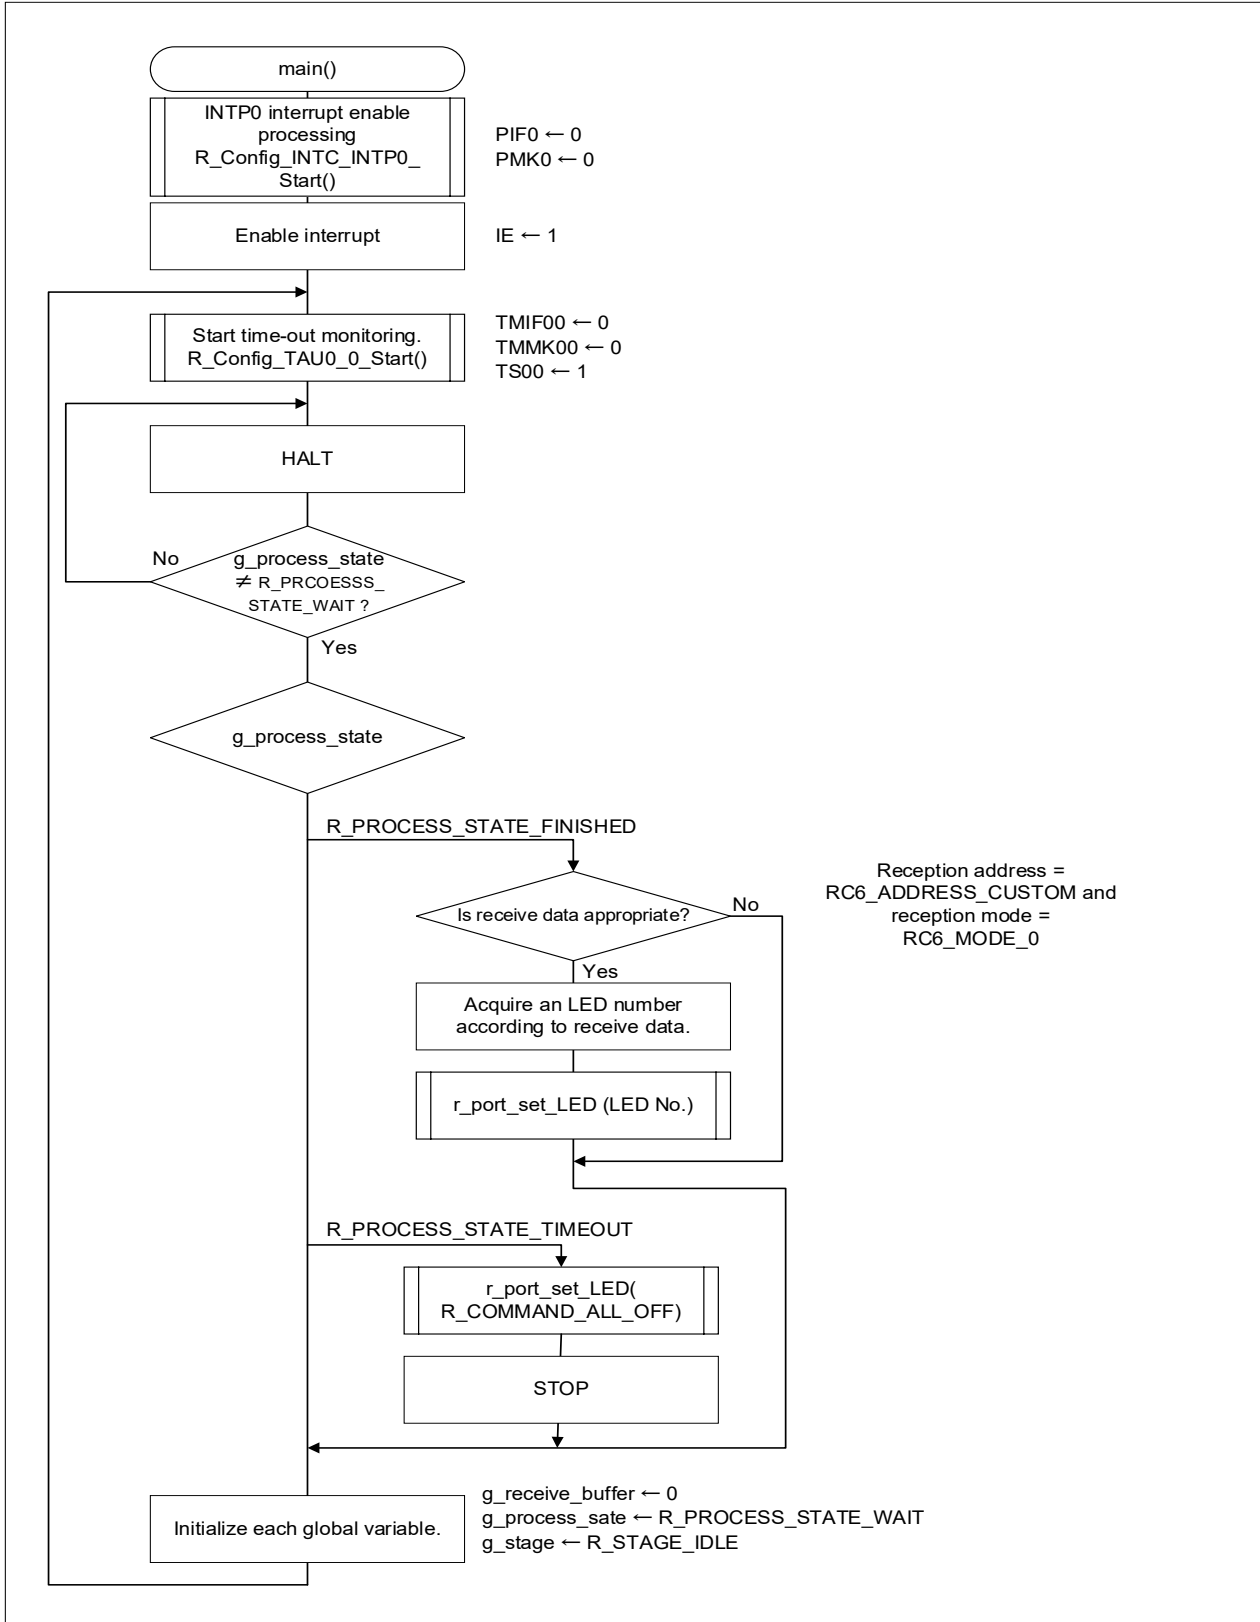 main()
INTP0 interrupt enable
processing
R_Config_INTC_INTP0_
Start()
PIF0 ← 0
PMK0 ← 0
Enable interrupt
IE ← 1
Start time-out monitoring.
R_Config_TAU0_0_Start()
TMIF00 ← 0
TMMK00 ← 0
TS00 ← 1
HALT
No
g_process_state
≠ R_PRCOESSS_
STATE_WAIT ?
Yes
g_process_state
R_PROCESS_STATE_FINISHED
Is receive data appropriate?
No
Reception address =
RC6_ADDRESS_CUSTOM and
reception mode =
RC6_MODE_0
Yes
Acquire an LED number
according to receive data.
r_port_set_LED (LED No.)
R_PROCESS_STATE_TIMEOUT
r_port_set_LED(
R_COMMAND_ALL_OFF)
STOP
Initialize each global variable.
g_receive_buffer ← 0
g_process_sate ← R_PROCESS_STATE_WAIT
g_stage ← R_STAGE_IDLE